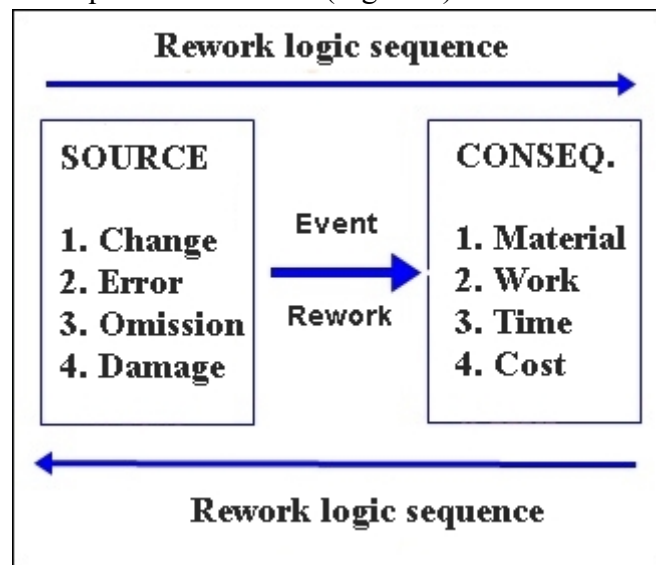 Rework logic sequence
SOURCE
1. Change
2. Error
3. Omission
4. Damage
Event
Rework
CONSEQ.
1. Material
2. Work
3. Time
4. Cost
Rework logic sequence